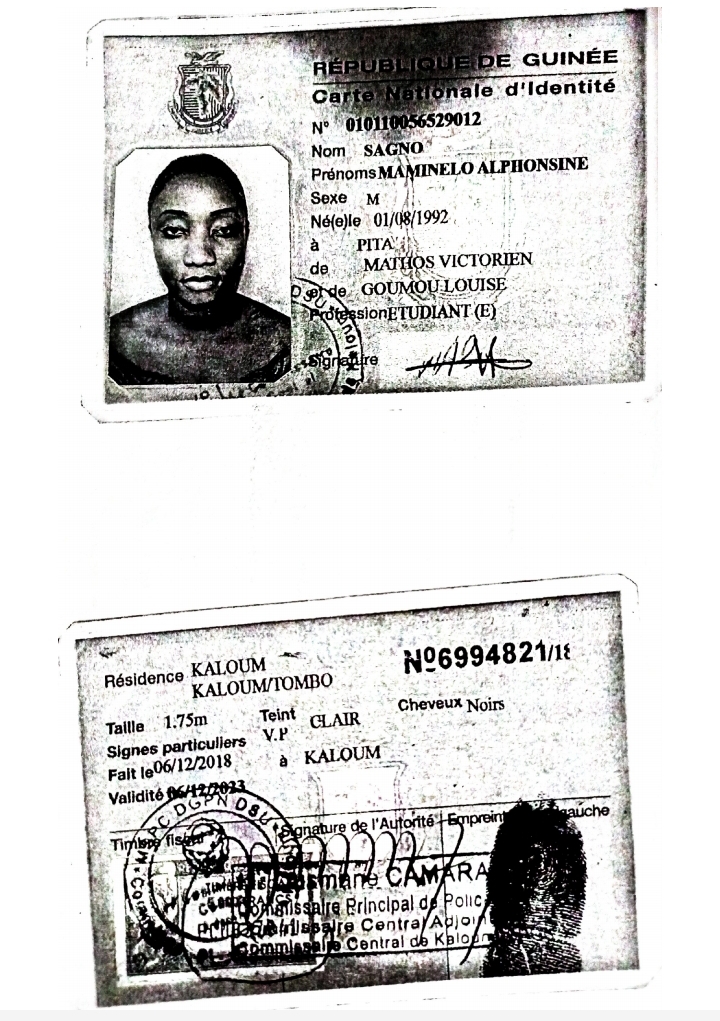 RÉPUBLIQUE DE GUINÉE
Carte Nationale d'Identité
N° 010110056529012
Nom SAGNO
Prénoms MAMINELO ALPHONSINE
Sexe M
Né(e)le 01/08/1992
à PITA
de MATHOS VICTORIEN
et de GOUMOU LOUISE
Profession ETUDIANT (E)
Signature
Résidence KALOUM
KALOUM/TOMBO
Nº6994821/18
Taille 1.75m Teint CLAIR Cheveux Noirs
Signes particuliers V.P
Fait le 06/12/2018 à KALOUM
Validité 06/12/2023
Timbre fiscal Signature de l'Autorité - Empreinte gauche
DGPN DSU
Ousmane CAMARA
Commissaire Principal de Police
Commissaire Central Adjoint
Commissaire Central de Kaloum